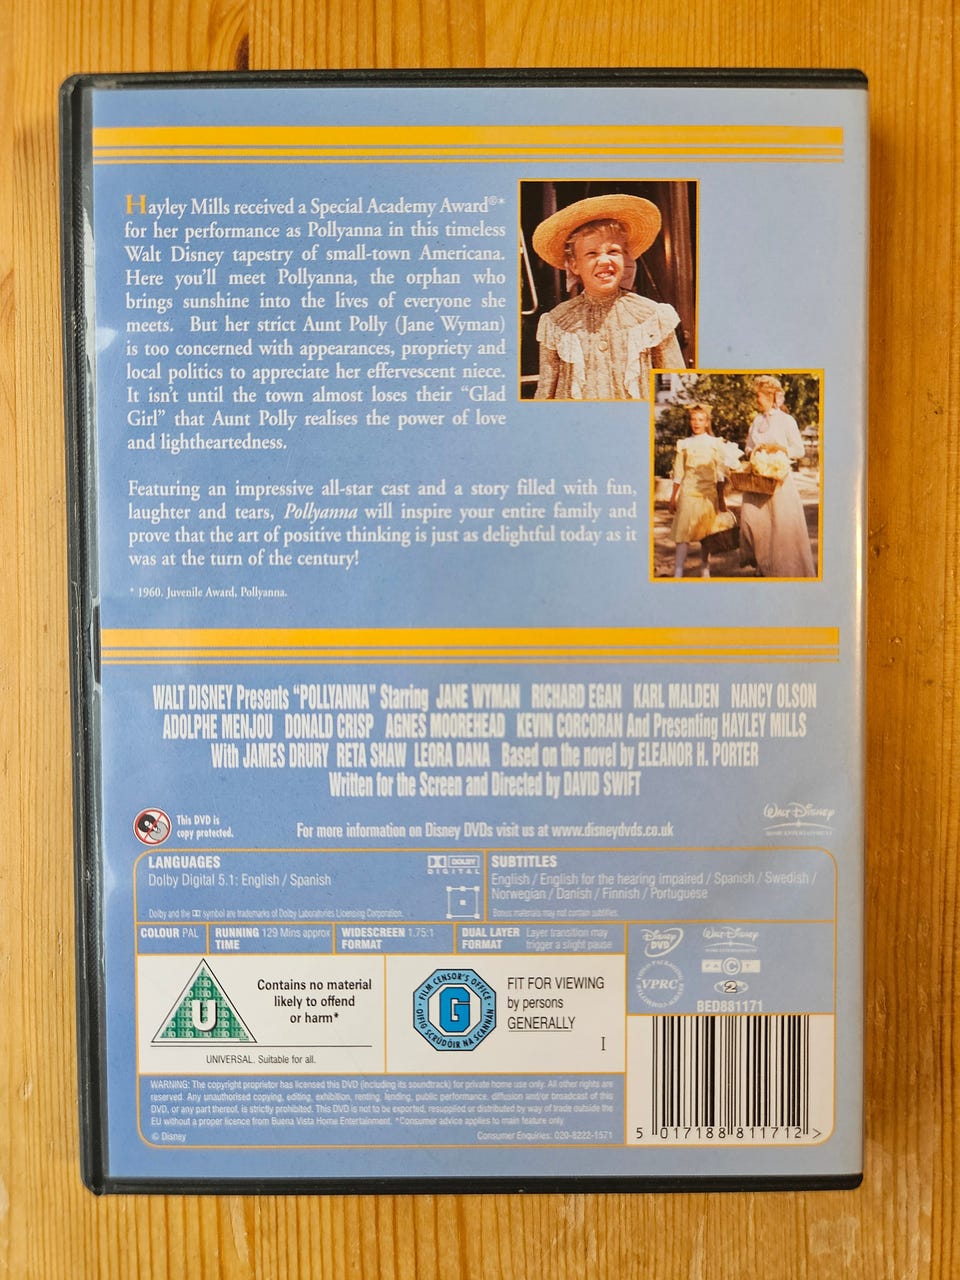 Hayley Mills received a Special Academy Award®*
for her performance as Pollyanna in this timeless
Walt Disney tapestry of small-town Americana.
Here you'll meet Pollyanna, the orphan who
brings sunshine into the lives of everyone she
meets. But her strict Aunt Polly (Jane Wyman)
is too concerned with appearances, propriety and
local politics to appreciate her effervescent niece.
It isn't until the town almost loses their "Glad
Girl" that Aunt Polly realises the power of love
and lightheartedness.
Featuring an impressive all-star cast and a story filled with fun,
laughter and tears, Pollyanna will inspire your entire family and
prove that the art of positive thinking is just as delightful today as it
was at the turn of the century!
* 1960. Juvenile Award, Pollyanna.
WALT DISNEY Presents "POLLYANNA" Starring JANE WYMAN RICHARD EGAN KARL MALDEN NANCY OLSON
ADOLPHE MENJOU DONALD CRISP AGNES MOOREHEAD KEVIN CORCORAN And Presenting HAYLEY MILLS
With JAMES DRURY RETA SHAW LEORA DANA Based on the novel by ELEANOR H. PORTER
Written for the Screen and Directed by DAVID SWIFT
This DVD is
copy protected.
For more information on Disney DVDs visit us at www.disneydvds.co.uk
WALT DISNEY
HOME ENTERTAINMENT
LANGUAGES
Dolby Digital 5.1: English / Spanish
DOLBY
DIGITAL
Dolby and the symbol are trademarks of Dolby Laboratories Licensing Corporation.
SUBTITLES
English / English for the hearing impaired / Spanish / Swedish /
Norwegian / Danish / Finnish / Portuguese
Bonus materials may not contain subtitles.
COLOUR PAL
RUNNING TIME 129 Mins approx
WIDESCREEN FORMAT 1.75:1
DUAL LAYER FORMAT Layer transition may
trigger a slight pause
Disney
DVD
WALT DISNEY
FACT
VPRC
2
BED881171
U
Contains no material
likely to offend
or harm*
UNIVERSAL. Suitable for all.
FILM CENSOR'S OFFICE
G
OIFIG SCRÚDÓIR NA SCANNÁN
FIT FOR VIEWING
by persons
GENERALLY
I
WARNING: The copyright proprietor has licensed this DVD (including its soundtrack) for private home use only. All other rights are
reserved. Any unauthorised copying, editing, exhibition, renting, lending, public performance, diffusion and/or broadcast of this
DVD, or any part thereof, is strictly prohibited. This DVD is not to be exported, resupplied or distributed by way of trade outside the
EU without a proper licence from Buena Vista Home Entertainment. *Consumer advice applies to main feature only
© Disney
Consumer Enquiries: 020-8222-1571
5 017188 811712 >